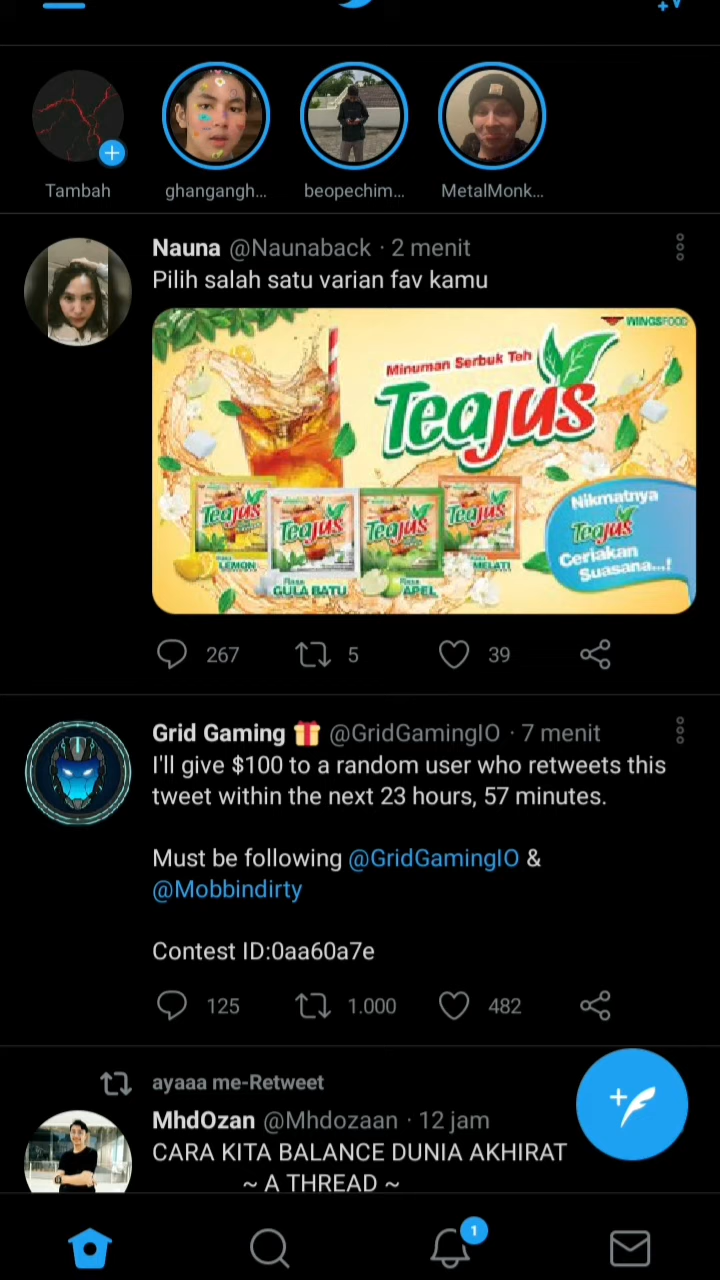 Tambah
ghangangh...
beopechim...
MetalMonk...
Nauna @Naunaback · 2 menit
Pilih salah satu varian fav kamu
WINGSFOOD
Minuman Serbuk Teh
Teajus
Nikmatnya
Teajus
Ceriakan
Suasana...!
Teajus
Teajus
Teajus
Teajus
LEMON
Rasa
GULA BATU
Rasa
APEL
MELATI
267
5
39
Grid Gaming @GridGamingIO · 7 menit
I'll give $100 to a random user who retweets this
tweet within the next 23 hours, 57 minutes.
Must be following @GridGamingIO &
@Mobbindirty
Contest ID:0aa60a7e
125
1.000
482
ayaaa me-Retweet
MhdOzan @Mhdozaan · 12 jam
CARA KITA BALANCE DUNIA AKHIRAT
~ A THREAD ~
1